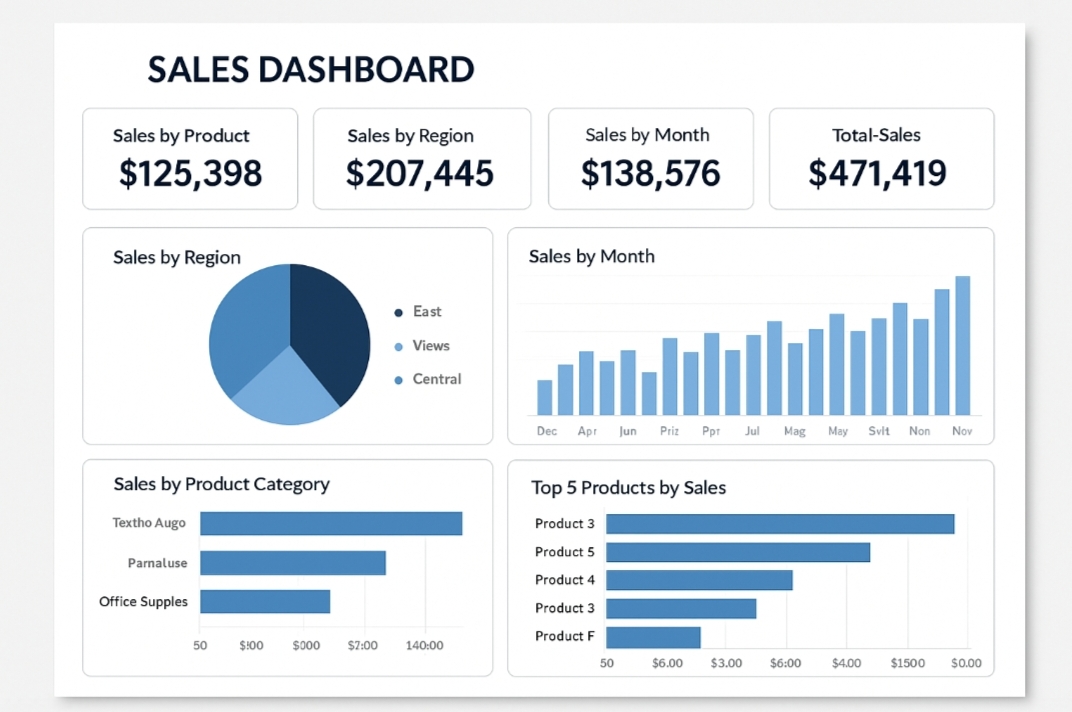 SALES DASHBOARD
Sales by Product
$125,398
Sales by Region
$207,445
Sales by Month
$138,576
Total-Sales
$471,419
Sales by Region
East
Views
Central
Sales by Month
Dec Apr Jun Priz Ppr Jul Mag May Svlt Non Nov
Sales by Product Category
Textho Augo
Parnaluse
Office Supples
50 $000 $7:00 140:00
Top 5 Products by Sales
Product 3
Product 5
Product 4
Product 3
Product F
50 $6.00 $3.00 $6:00 $4.00 $1500 $0.00